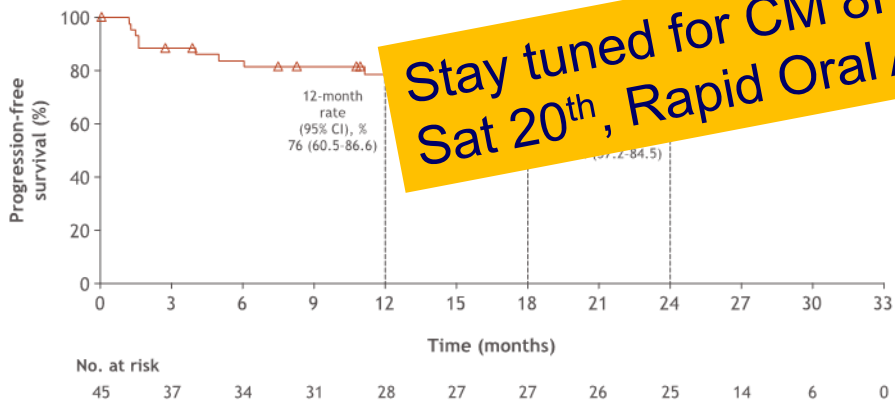 Stay tuned for CM
Sat 20th, Rapid Oral
Progression-free
survival (%)
100
80
60
40
20
0
12-month
rate
(95% CI), %
76 (60.5-86.6)
0 3 6 9 12 15 18 21 24 27 30 33
Time (months)
No. at risk
45 37 34 31 28 27 27 26 25 14 6 0